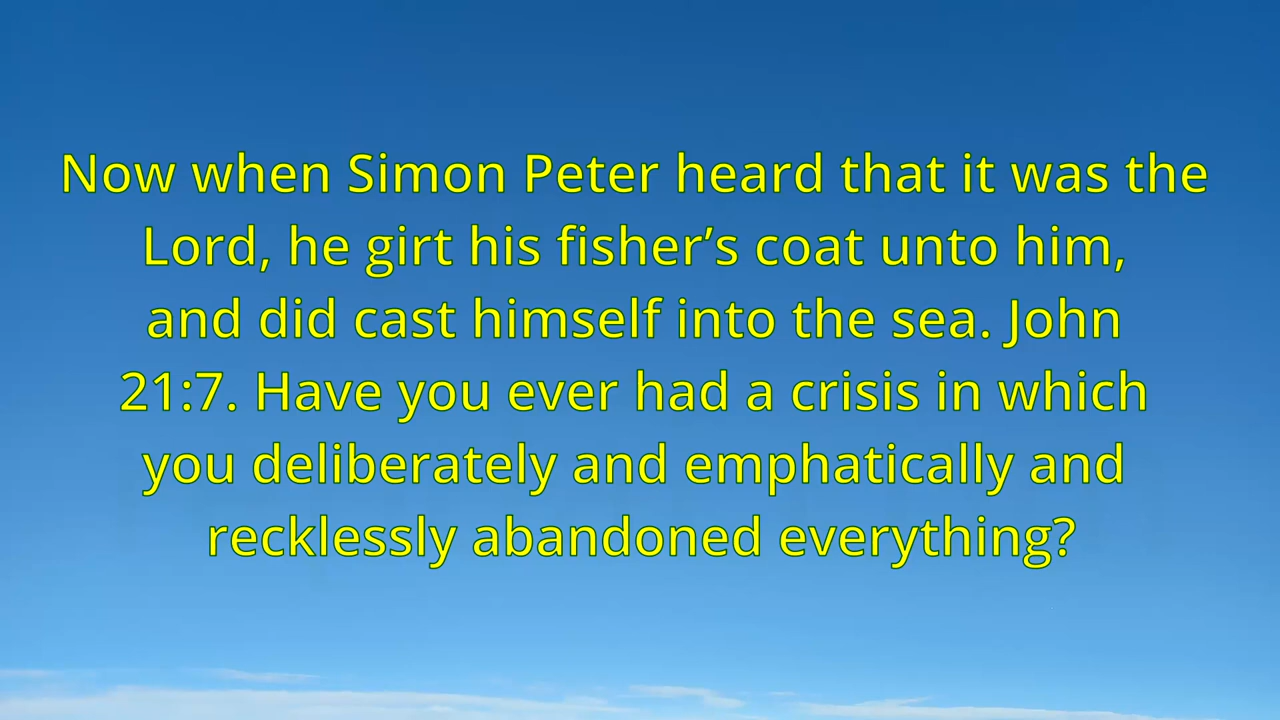 Now when Simon Peter heard that it was the
Lord, he girt his fisher’s coat unto him,
and did cast himself into the sea. John
21:7. Have you ever had a crisis in which
you deliberately and emphatically and
recklessly abandoned everything?